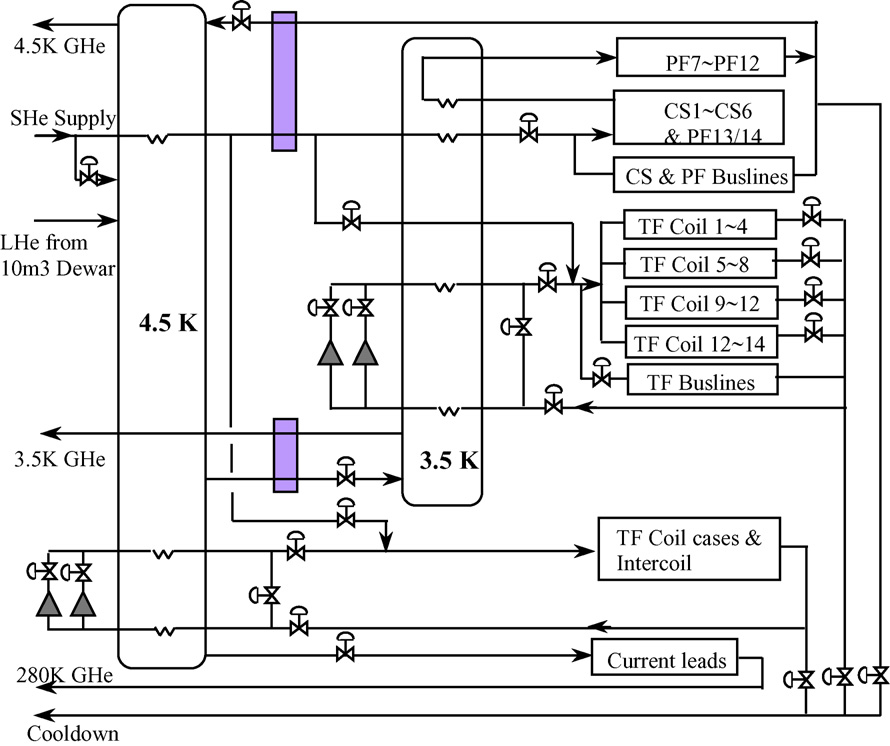 4.5K GHe
PF7~PF12
SHe Supply
CS1~CS6
& PF13/14
CS & PF Buslines
LHe from
10m3 Dewar
TF Coil 1~4
TF Coil 5~8
TF Coil 9~12
4.5 K
TF Coil 12~14
TF Buslines
3.5K GHe
3.5 K
TF Coil cases &
Intercoil
Current leads
280K GHe
Cooldown